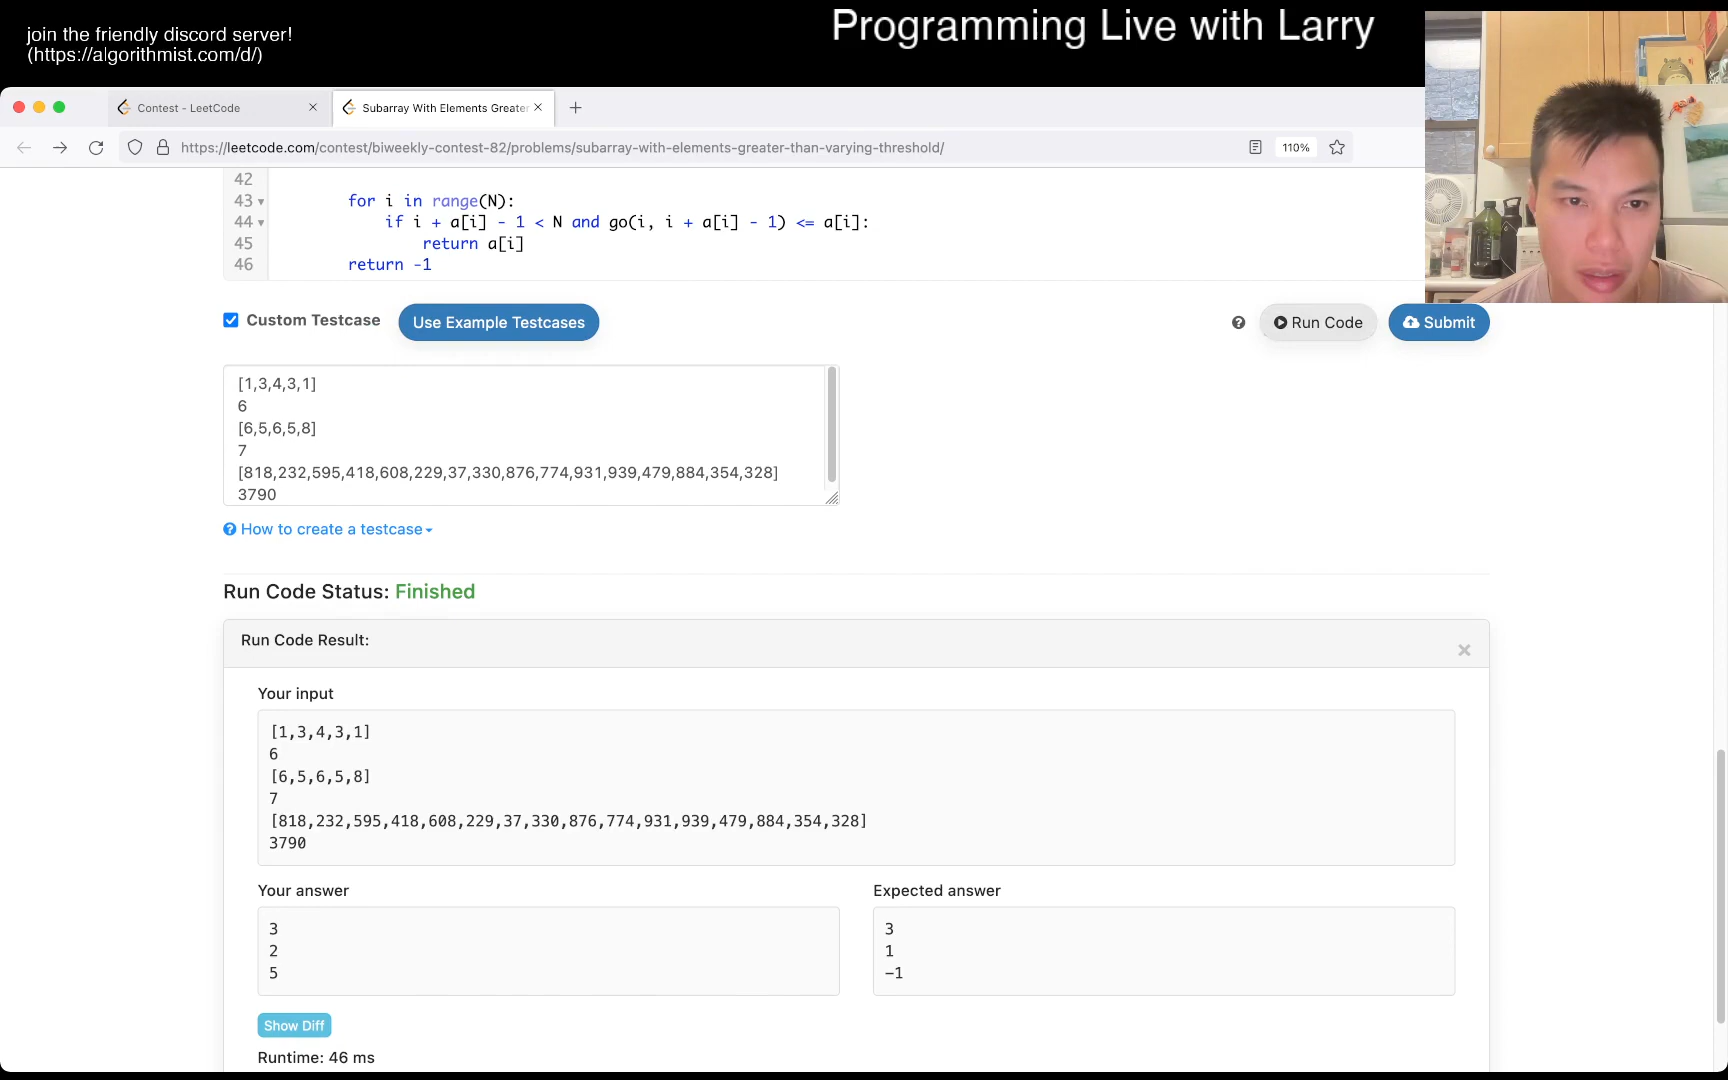 join the friendly discord server!
(https://algorithmist.com/d/)
Programming Live with Larry
Contest - LeetCode
Subarray With Elements Greater
https://leetcode.com/contest/biweekly-contest-82/problems/subarray-with-elements-greater-than-varying-threshold/
110%
42
43 for i in range(N):
44 if i + a[i] - 1 < N and go(i, i + a[i] - 1) <= a[i]:
45 return a[i]
46 return -1
Custom Testcase
Use Example Testcases
Run Code
Submit
[1,3,4,3,1]
6
[6,5,6,5,8]
7
[818,232,595,418,608,229,37,330,876,774,931,939,479,884,354,328]
3790
How to create a testcase
Run Code Status: Finished
Run Code Result:
Your input
[1,3,4,3,1]
6
[6,5,6,5,8]
7
[818,232,595,418,608,229,37,330,876,774,931,939,479,884,354,328]
3790
Your answer
3
2
5
Expected answer
3
1
−1
Show Diff
Runtime: 46 ms